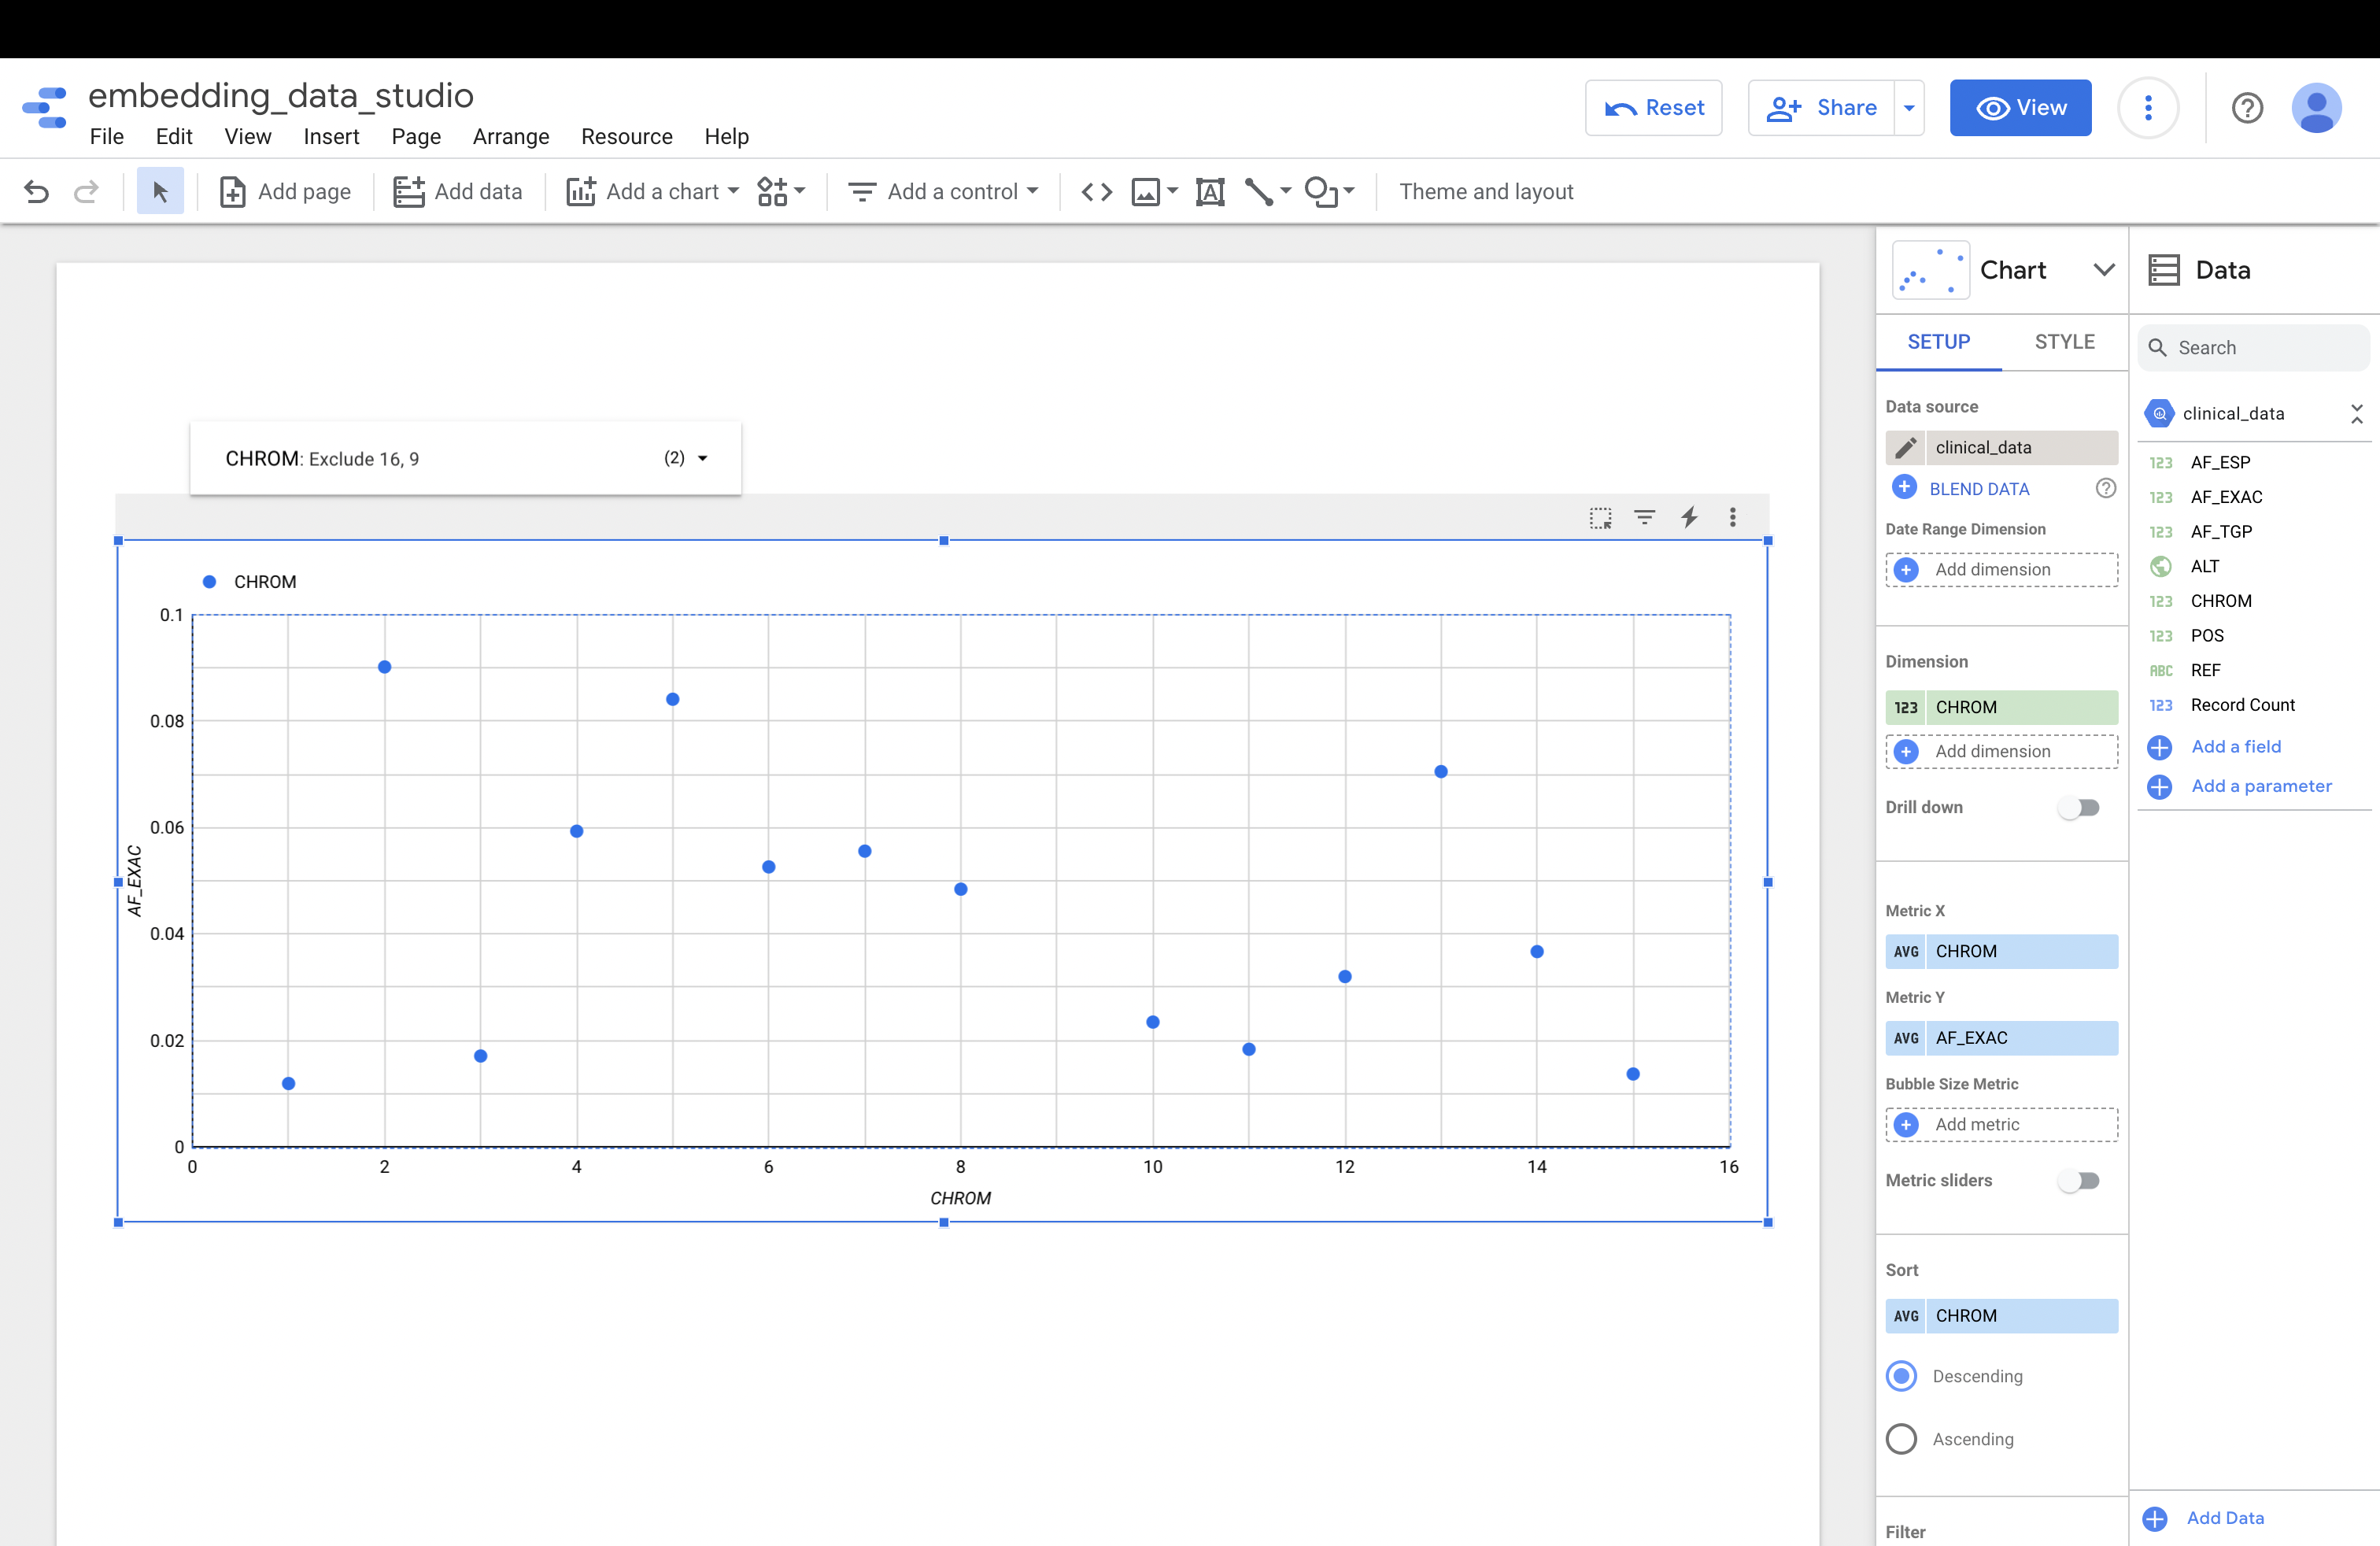 embedding_data_studio
File Edit View Insert Page Arrange Resource Help
Reset
Share
View
Add page
Add data
Add a chart
Add a control
Theme and layout
CHROM: Exclude 16, 9 (2)
CHROM
0.1
0.08
0.06
0.04
0.02
0
AF_EXAC
0 2 4 6 8 10 12 14 16
CHROM
Chart
SETUP STYLE
Data source
clinical_data
BLEND DATA
Date Range Dimension
Add dimension
Dimension
123 CHROM
Add dimension
Drill down
Metric X
AVG CHROM
Metric Y
AVG AF_EXAC
Bubble Size Metric
Add metric
Metric sliders
Sort
AVG CHROM
Descending
Ascending
Filter
Data
Search
clinical_data
123 AF_ESP
123 AF_EXAC
123 AF_TGP
ALT
123 CHROM
123 POS
ABC REF
123 Record Count
Add a field
Add a parameter
Add Data